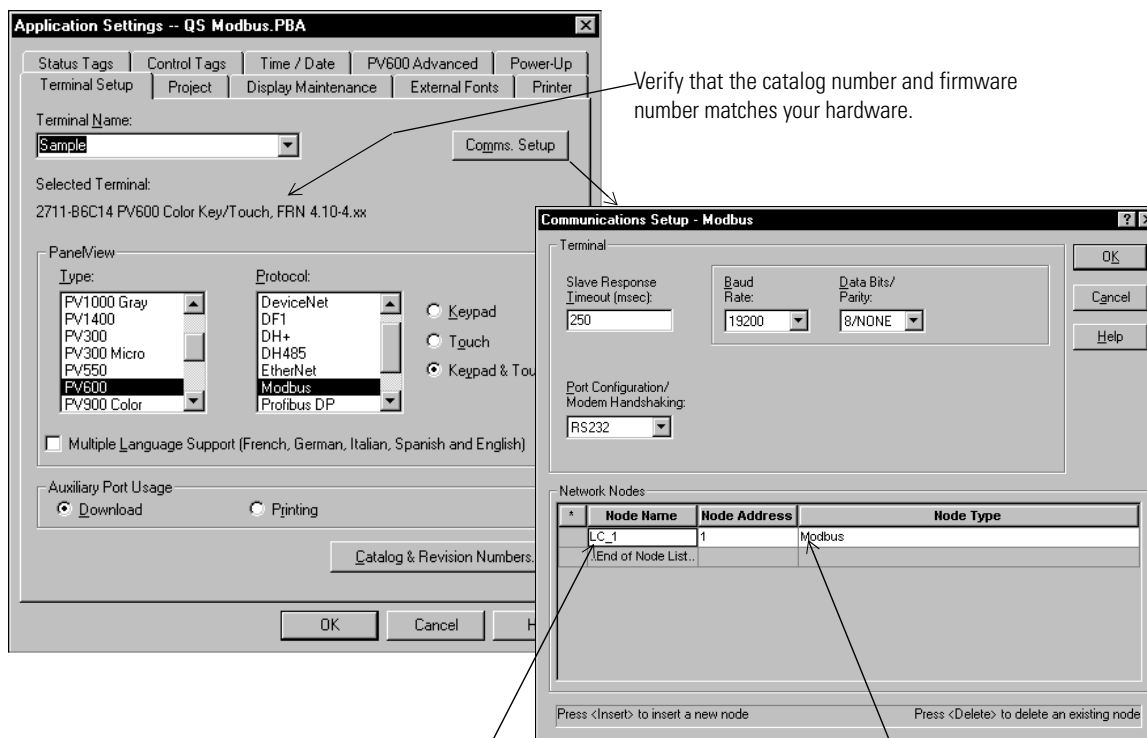 Application Settings -- QS Modbus.PBA
Status Tags
Control Tags
Time / Date
PV600 Advanced
Power-Up
Terminal Setup
Project
Display Maintenance
External Fonts
Printer
Verify that the catalog number and firmware
number matches your hardware.
Terminal Name:
Sample
Comms. Setup
Selected Terminal:
2711-B6C14 PV600 Color Key/Touch, FRN 4.10-4.xx
PanelView
Type:
PV1000 Gray
PV1400
PV300
PV300 Micro
PV550
PV600
PV900 Color
Protocol:
DeviceNet
DF1
DH+
DH485
EtherNet
Modbus
Profibus DP
Keypad
Touch
Keypad & Tou
Multiple Language Support (French, German, Italian, Spanish and English)
Auxiliary Port Usage
Download
Printing
Catalog & Revision Numbers.
OK
Cancel
H
Communications Setup - Modbus
?
Terminal
Slave Response
Timeout (msec):
250
Baud
Rate:
19200
Data Bits/
Parity:
8/NONE
OK
Cancel
Help
Port Configuration/
Modem Handshaking:
RS232
Network Nodes
* Node Name Node Address Node Type
LC_1 1 Modbus
.\End of Node List..
Press <Insert> to insert a new node
Press <Delete> to delete an existing node